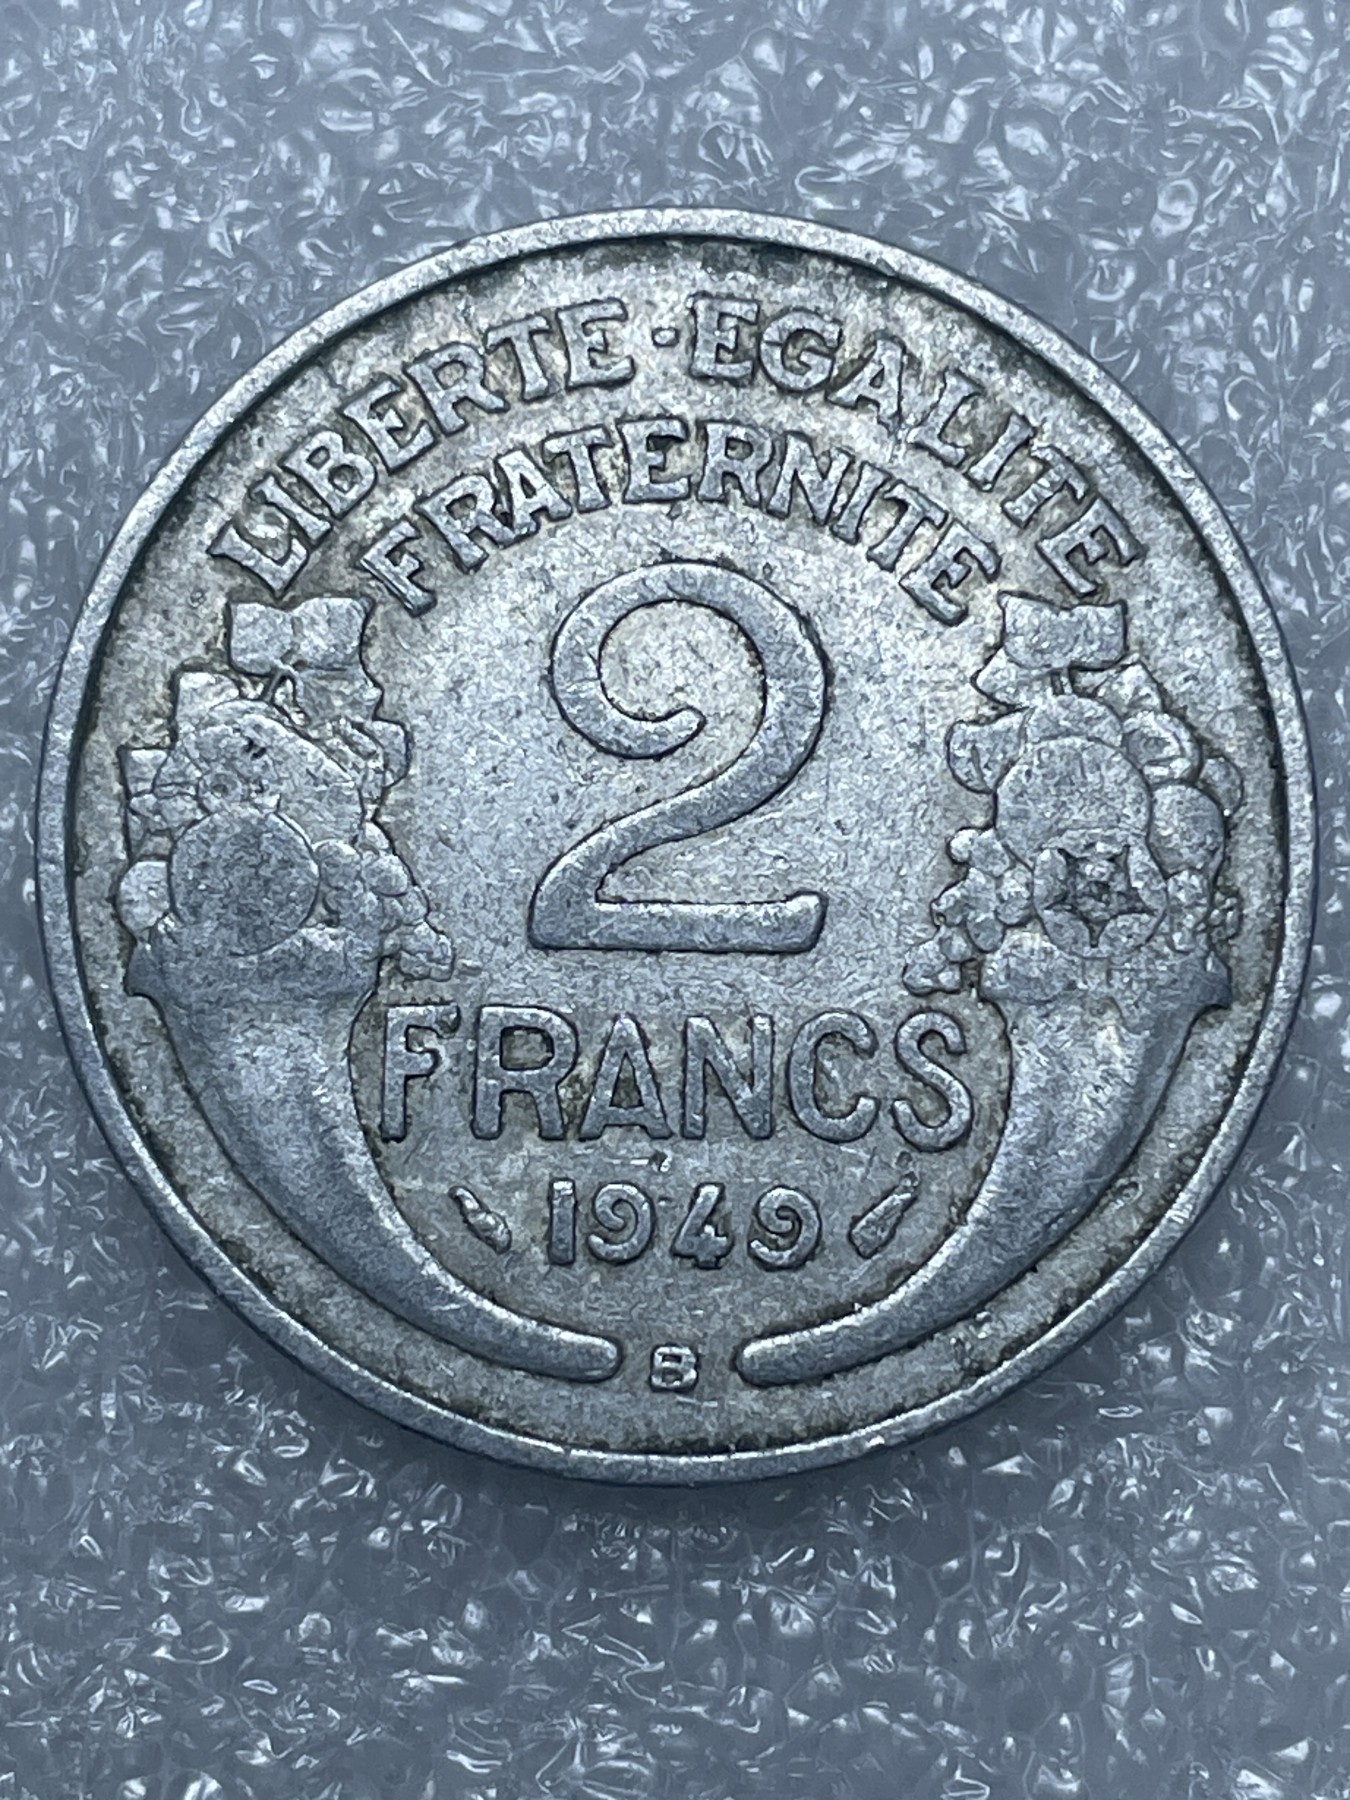 LIBERTE · EGALITE
FRATERNITE
2
FRANCS
1949
B